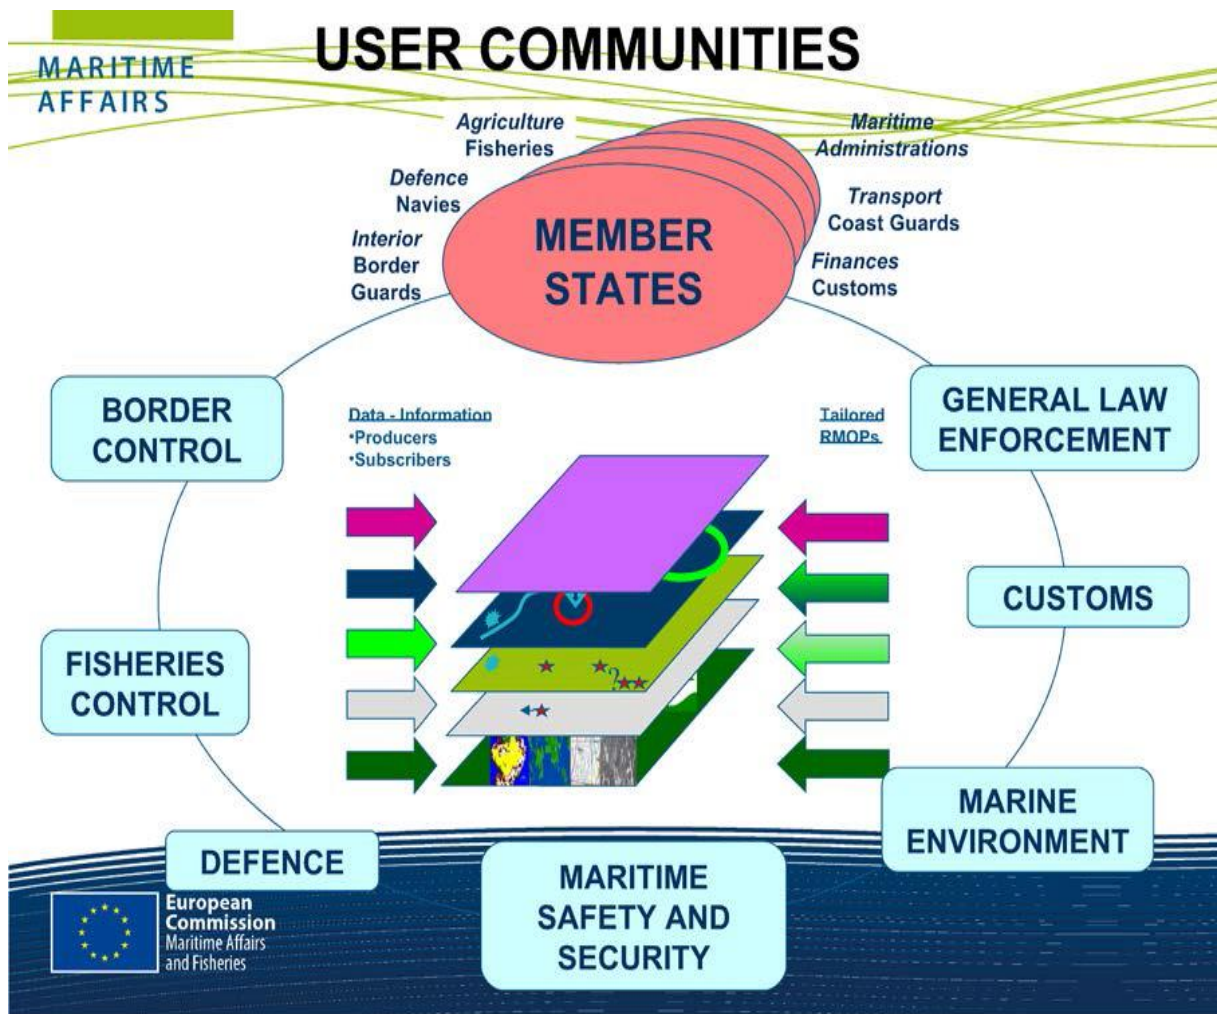 USER COMMUNITIES
MARITIME
AFFAIRS
Agriculture
Fisheries
Maritime
Administrations
Defence
Navies
Transport
Coast Guards
Interior
Border
Guards
Finances
Customs
MEMBER
STATES
BORDER
CONTROL
GENERAL LAW
ENFORCEMENT
Data - Information
•Producers
•Subscribers
Tailored
RMOPs
CUSTOMS
FISHERIES
CONTROL
?
MARINE
ENVIRONMENT
DEFENCE
MARITIME
SAFETY AND
SECURITY
European
Commission
Maritime Affairs
and Fisheries